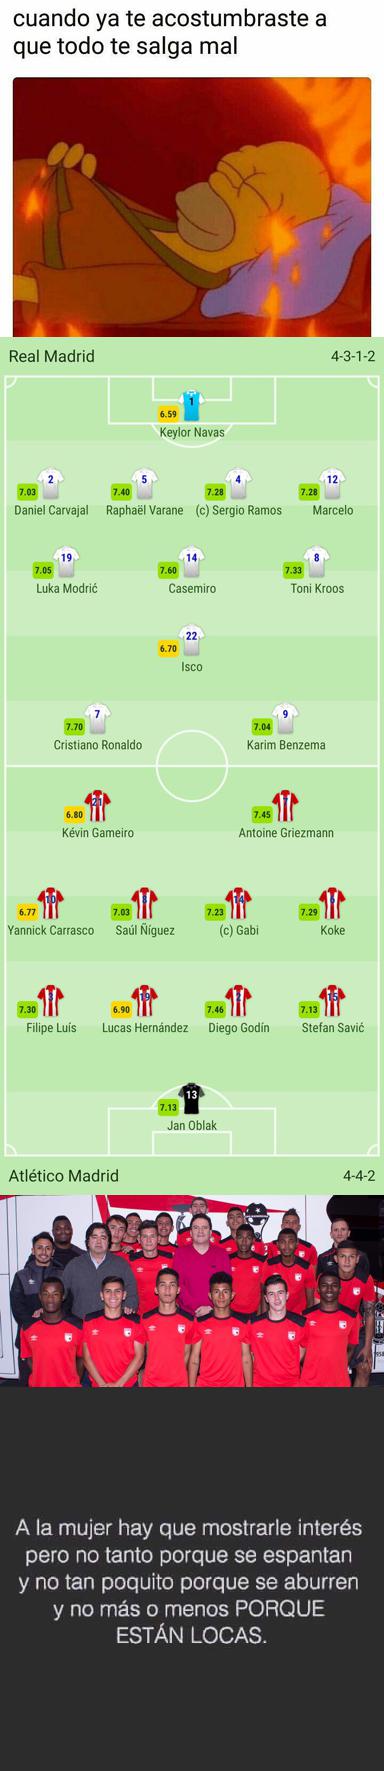 cuando ya te acostumbraste a
que todo te salga mal
Real Madrid 4-3-1-2
1
6.59
Keylor Navas
2 5 4 12
7.03 7.40 7.28 7.28
Daniel Carvajal Raphaël Varane (c) Sergio Ramos Marcelo
19 14 8
7.05 7.60 7.33
Luka Modrić Casemiro Toni Kroos
22
6.70
Isco
7 9
7.70 7.04
Cristiano Ronaldo Karim Benzema
21 7
6.80 7.45
Kévin Gameiro Antoine Griezmann
10 8 14 6
6.77 7.03 7.23 7.29
Yannick Carrasco Saúl Ñíguez (c) Gabi Koke
3 19 2 15
7.30 6.90 7.46 7.13
Filipe Luís Lucas Hernández Diego Godín Stefan Savić
13
7.13
Jan Oblak
Atlético Madrid 4-4-2
A la mujer hay que mostrarle interés
pero no tanto porque se espantan
y no tan poquito porque se aburren
y no más o menos PORQUE
ESTÁN LOCAS.